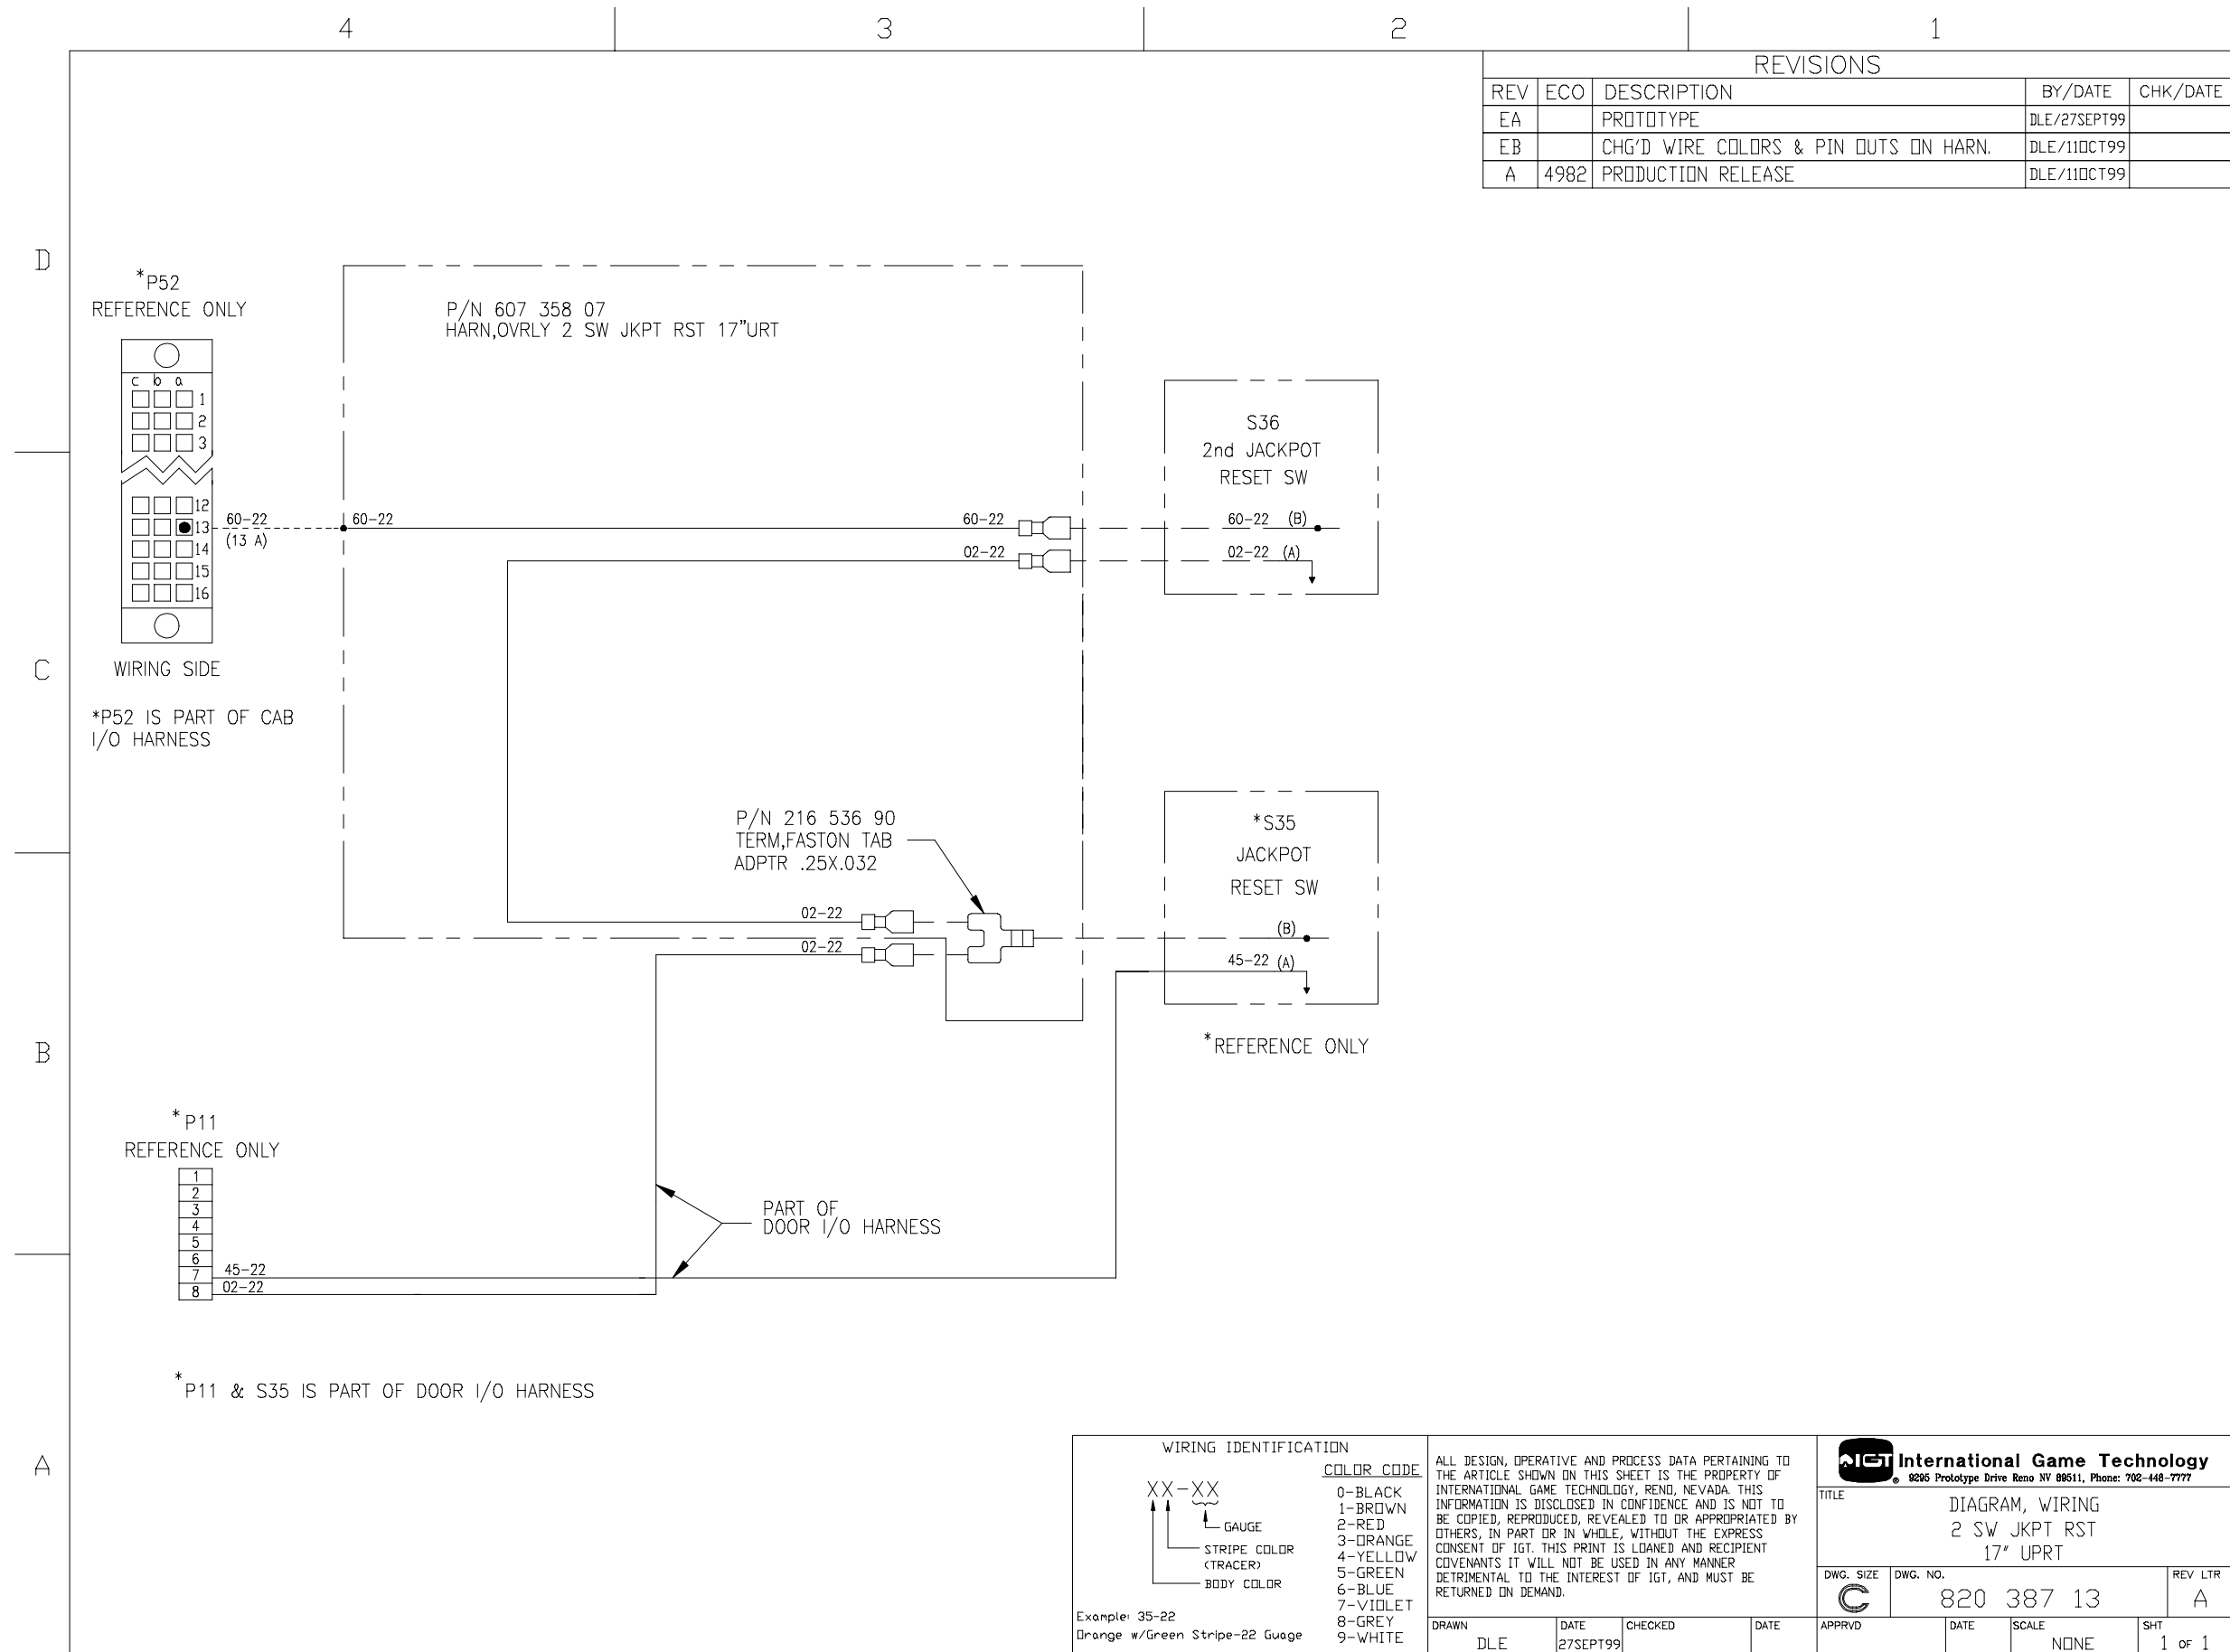 4 3 2 1
REVISIONS
REV ECO DESCRIPTION BY/DATE CHK/DATE
EA PROTOTYPE DLE/27SEPT99
EB CHG'D WIRE COLORS & PIN OUTS ON HARN. DLE/11OCT99
A 4982 PRODUCTION RELEASE DLE/11OCT99
D
C
B
A
*P52
REFERENCE ONLY
c b a
1
2
3
12
13
14
15
16
60-22
(13 A)
WIRING SIDE
*P52 IS PART OF CAB
I/O HARNESS
P/N 607 358 07
HARN,OVRLY 2 SW JKPT RST 17"URT
60-22
60-22
02-22
S36
2nd JACKPOT
RESET SW
60-22 (B)
02-22 (A)
P/N 216 536 90
TERM,FASTON TAB
ADPTR .25X.032
02-22
02-22
*S35
JACKPOT
RESET SW
(B)
45-22 (A)
*REFERENCE ONLY
*P11
REFERENCE ONLY
1
2
3
4
5
6
7
8
45-22
02-22
PART OF
DOOR I/O HARNESS
*P11 & S35 IS PART OF DOOR I/O HARNESS
WIRING IDENTIFICATION
XX-XX
GAUGE
STRIPE COLOR
(TRACER)
BODY COLOR
Example: 35-22
Orange w/Green Stripe-22 Guage
COLOR CODE
0-BLACK
1-BROWN
2-RED
3-ORANGE
4-YELLOW
5-GREEN
6-BLUE
7-VIOLET
8-GREY
9-WHITE
ALL DESIGN, OPERATIVE AND PROCESS DATA PERTAINING TO
THE ARTICLE SHOWN ON THIS SHEET IS THE PROPERTY OF
INTERNATIONAL GAME TECHNOLOGY, RENO, NEVADA. THIS
INFORMATION IS DISCLOSED IN CONFIDENCE AND IS NOT TO
BE COPIED, REPRODUCED, REVEALED TO OR APPROPRIATED BY
OTHERS, IN PART OR IN WHOLE, WITHOUT THE EXPRESS
CONSENT OF IGT. THIS PRINT IS LOANED AND RECIPIENT
COVENANTS IT WILL NOT BE USED IN ANY MANNER
DETRIMENTAL TO THE INTEREST OF IGT, AND MUST BE
RETURNED ON DEMAND.
IGT ® International Game Technology
9295 Prototype Drive Reno NV 89511, Phone: 702-448-7777
TITLE
DIAGRAM, WIRING
2 SW JKPT RST
17" UPRT
DWG. SIZE DWG. NO. REV LTR
C 820 387 13 A
DRAWN DATE CHECKED DATE APPRVD DATE SCALE SHT
DLE 27SEPT99 NONE 1 OF 1